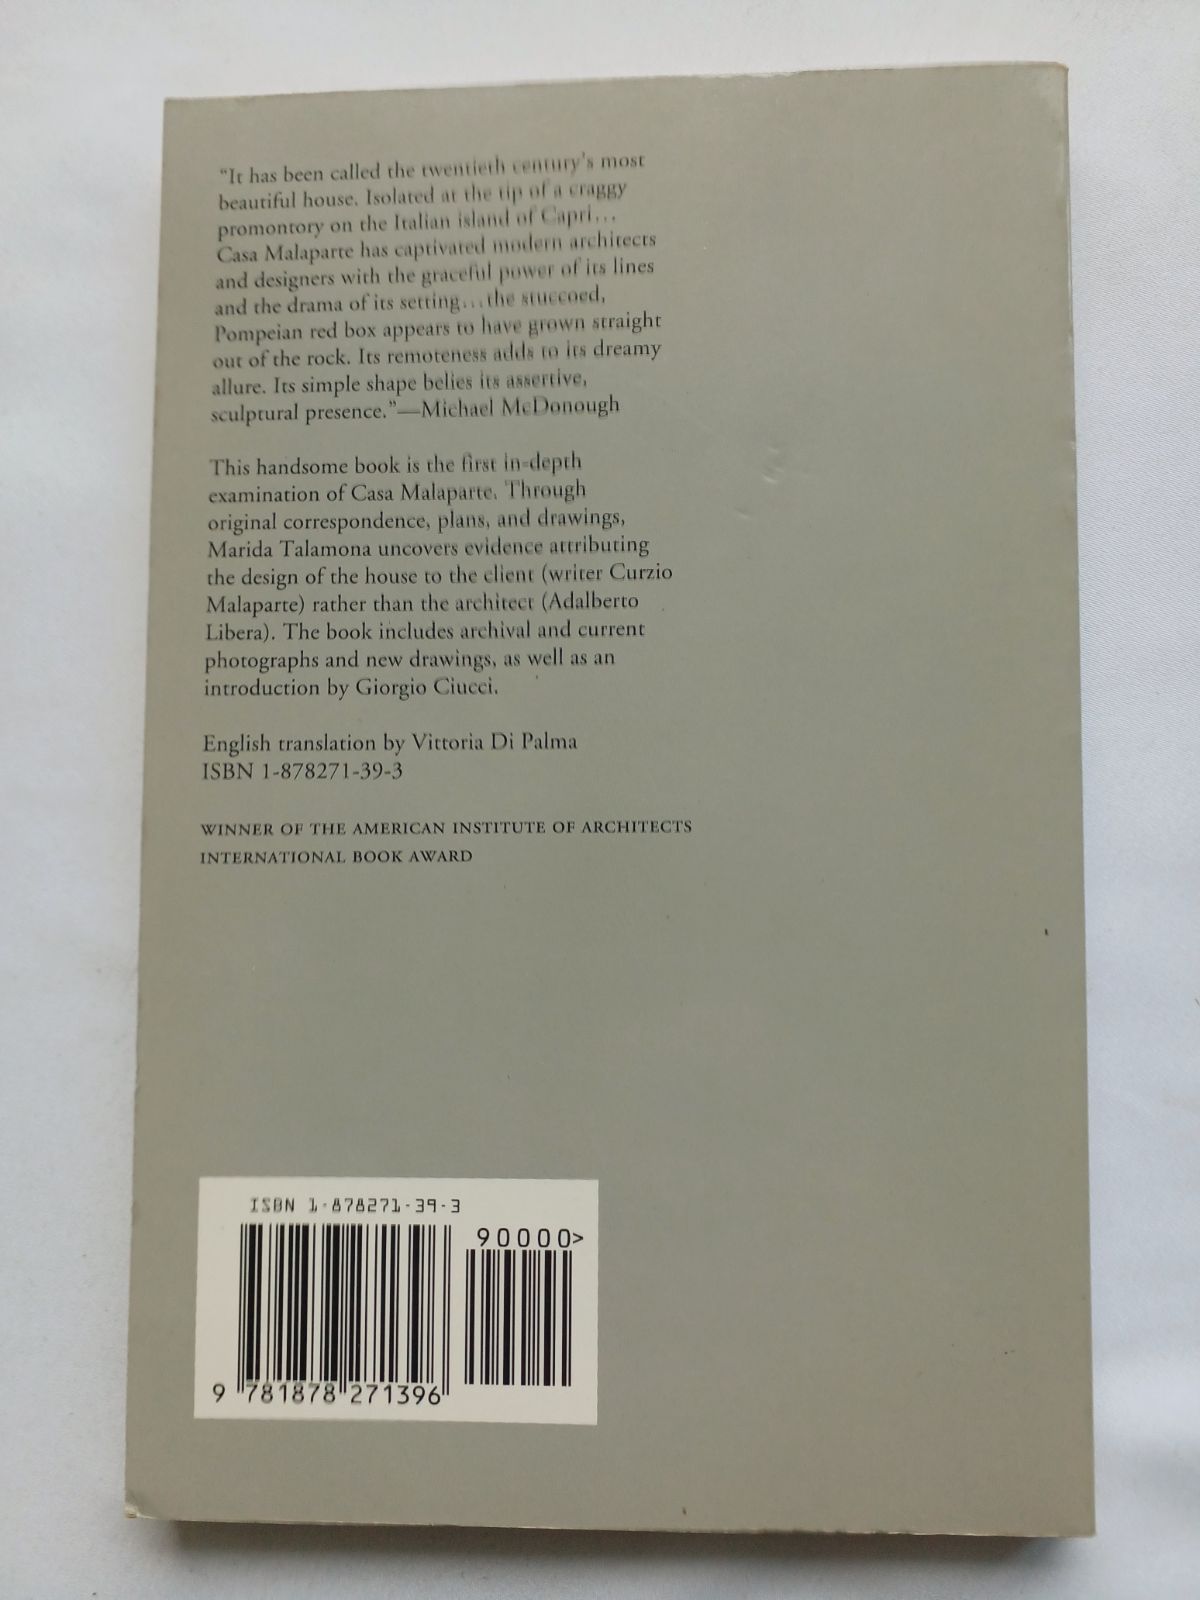 “It has been called the twentieth century’s most
beautiful house. Isolated at the tip of a craggy
promontory on the Italian island of Capri...
Casa Malaparte has captivated modern architects
and designers with the graceful power of its lines
and the drama of its setting...the stuccoed,
Pompeian red box appears to have grown straight
out of the rock. Its remoteness adds to its dreamy
allure. Its simple shape belies its assertive,
sculptural presence.”—Michael McDonough
This handsome book is the first in-depth
examination of Casa Malaparte. Through
original correspondence, plans, and drawings,
Marida Talamona uncovers evidence attributing
the design of the house to the client (writer Curzio
Malaparte) rather than the architect (Adalberto
Libera). The book includes archival and current
photographs and new drawings, as well as an
introduction by Giorgio Ciucci.
English translation by Vittoria Di Palma
ISBN 1-878271-39-3
WINNER OF THE AMERICAN INSTITUTE OF ARCHITECTS
INTERNATIONAL BOOK AWARD
ISBN 1-878271-39-3
90000>
9 781878 271396